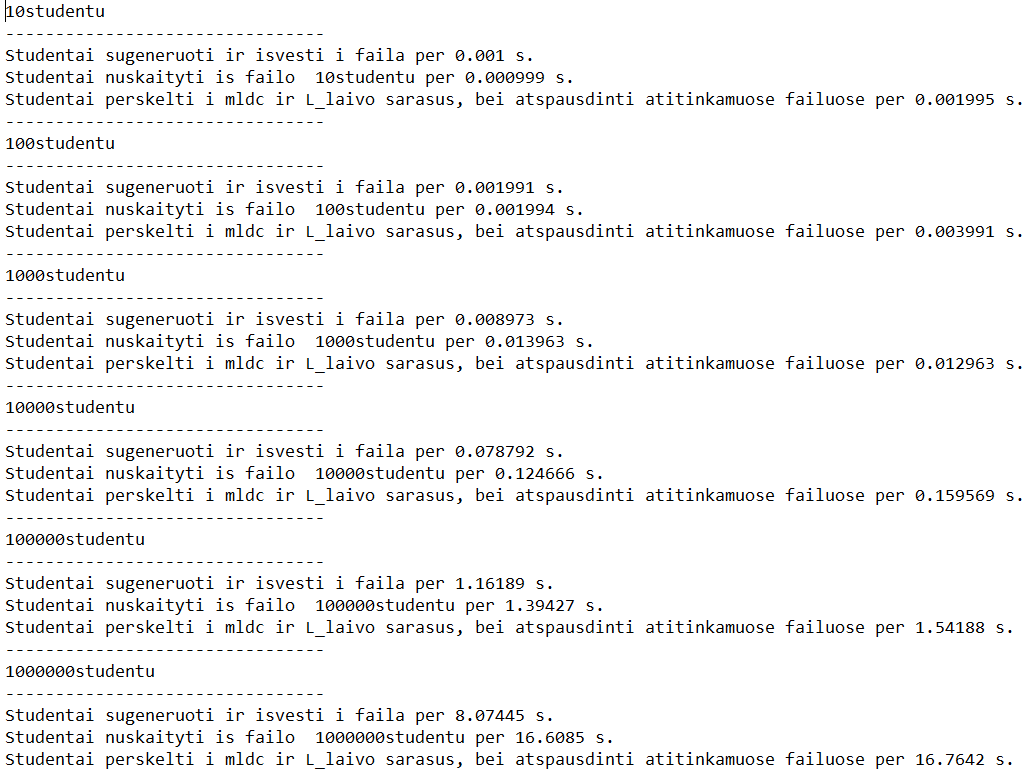 10studentu
--------------------------------
Studentai sugeneruoti ir isvesti i faila per 0.001 s.
Studentai nuskaityti is failo  10studentu per 0.000999 s.
Studentai perskelti i mldc ir L_laivo sarasus, bei atspausdinti atitinkamuose failuose per 0.001995 s.
--------------------------------
100studentu
--------------------------------
Studentai sugeneruoti ir isvesti i faila per 0.001991 s.
Studentai nuskaityti is failo  100studentu per 0.001994 s.
Studentai perskelti i mldc ir L_laivo sarasus, bei atspausdinti atitinkamuose failuose per 0.003991 s.
--------------------------------
1000studentu
--------------------------------
Studentai sugeneruoti ir isvesti i faila per 0.008973 s.
Studentai nuskaityti is failo  1000studentu per 0.013963 s.
Studentai perskelti i mldc ir L_laivo sarasus, bei atspausdinti atitinkamuose failuose per 0.012963 s.
--------------------------------
10000studentu
--------------------------------
Studentai sugeneruoti ir isvesti i faila per 0.078792 s.
Studentai nuskaityti is failo  10000studentu per 0.124666 s.
Studentai perskelti i mldc ir L_laivo sarasus, bei atspausdinti atitinkamuose failuose per 0.159569 s.
--------------------------------
100000studentu
--------------------------------
Studentai sugeneruoti ir isvesti i faila per 1.16189 s.
Studentai nuskaityti is failo  100000studentu per 1.39427 s.
Studentai perskelti i mldc ir L_laivo sarasus, bei atspausdinti atitinkamuose failuose per 1.54188 s.
--------------------------------
1000000studentu
--------------------------------
Studentai sugeneruoti ir isvesti i faila per 8.07445 s.
Studentai nuskaityti is failo  1000000studentu per 16.6085 s.
Studentai perskelti i mldc ir L_laivo sarasus, bei atspausdinti atitinkamuose failuose per 16.7642 s.